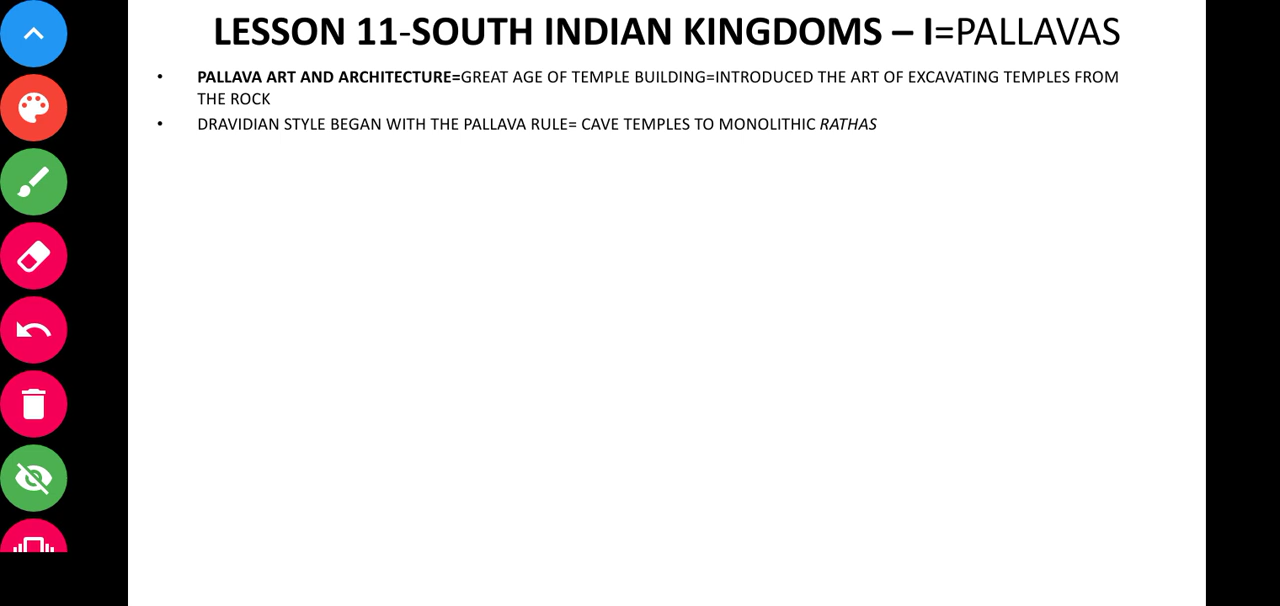 LESSON 11-SOUTH INDIAN KINGDOMS – I=PALLAVAS
• PALLAVA ART AND ARCHITECTURE=GREAT AGE OF TEMPLE BUILDING=INTRODUCED THE ART OF EXCAVATING TEMPLES FROM
THE ROCK
• DRAVIDIAN STYLE BEGAN WITH THE PALLAVA RULE= CAVE TEMPLES TO MONOLITHIC RATHAS